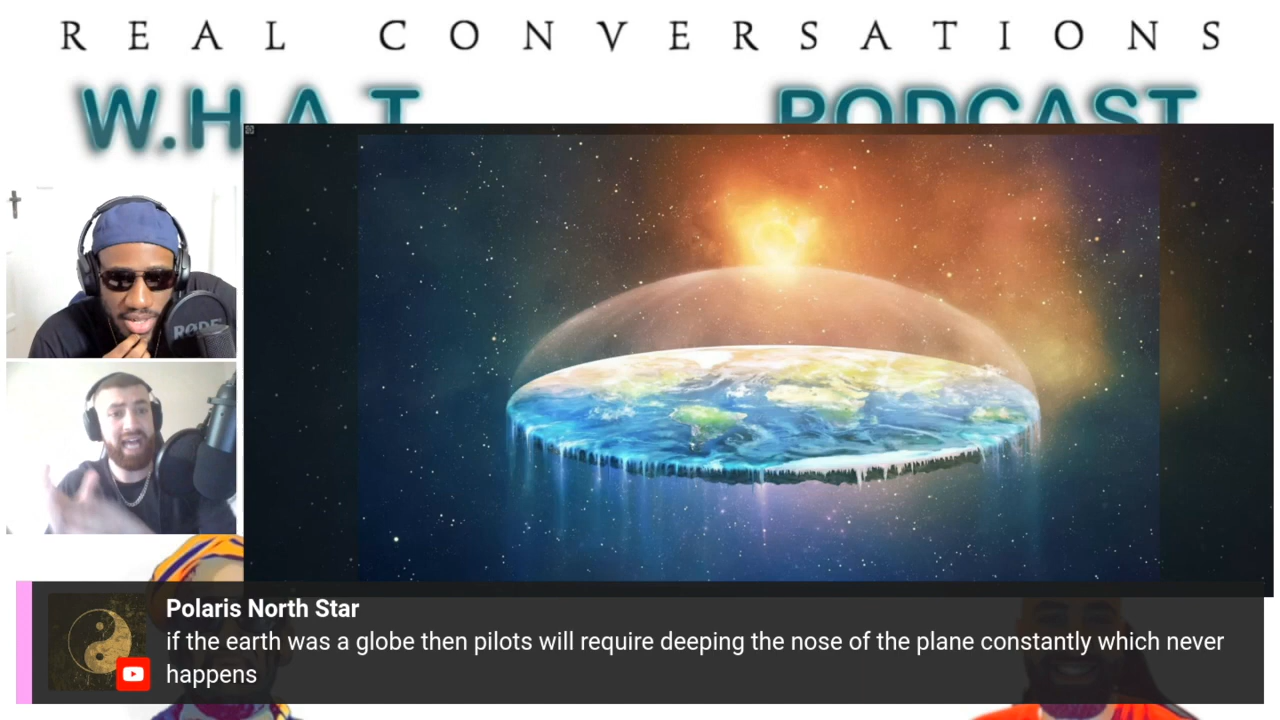 REAL CONVERSATIONS
W.H.A.T PODCAST
RODE
Polaris North Star
if the earth was a globe then pilots will require deeping the nose of the plane constantly which never
happens